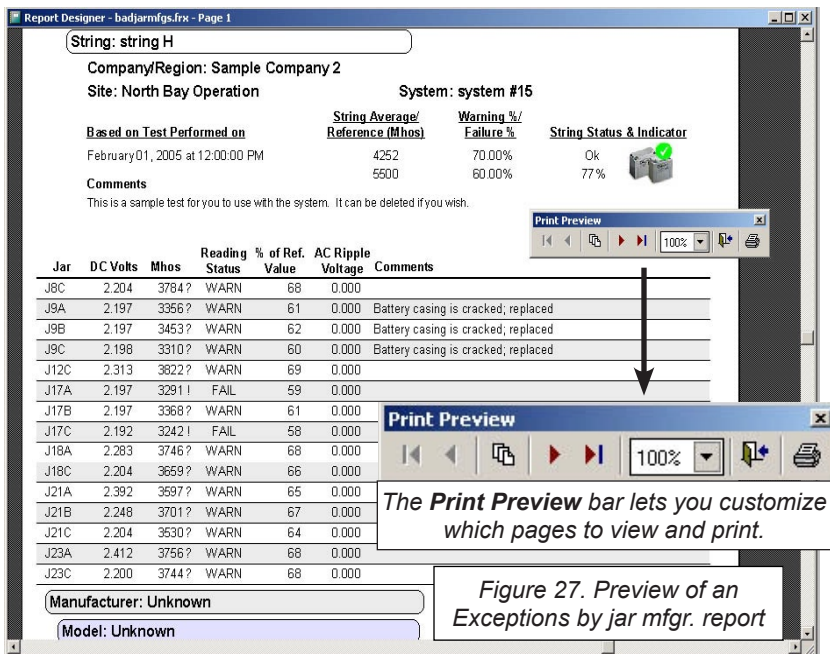 Report Designer - badjarmfgs.frx - Page 1
String: string H
Company/Region: Sample Company 2
Site: North Bay Operation System: system #15
Based on Test Performed on String Average/ Reference (Mhos) Warning %/ Failure % String Status & Indicator
February 01, 2005 at 12:00:00 PM 4252 70.00% Ok
5500 60.00% 77%
Comments
This is a sample test for you to use with the system. It can be deleted if you wish.
Print Preview
100%
Jar DC Volts Mhos Reading Status % of Ref. Value AC Ripple Voltage Comments
J8C 2.204 3784? WARN 68 0.000
J9A 2.197 3356? WARN 61 0.000 Battery casing is cracked; replaced
J9B 2.197 3453? WARN 62 0.000 Battery casing is cracked; replaced
J9C 2.198 3310? WARN 60 0.000 Battery casing is cracked; replaced
J12C 2.313 3822? WARN 69 0.000
J17A 2.197 3291! FAIL 59 0.000
J17B 2.197 3368? WARN 61 0.000
J17C 2.192 3242! FAIL 58 0.000
J18A 2.283 3746? WARN 68 0.000
J18C 2.204 3659? WARN 66 0.000
J21A 2.392 3597? WARN 65 0.000
J21B 2.248 3701? WARN 67 0.000
J21C 2.204 3530? WARN 64 0.000
J23A 2.412 3756? WARN 68 0.000
J23C 2.200 3744? WARN 68 0.000
Print Preview
100%
The Print Preview bar lets you customize
which pages to view and print.
Manufacturer: Unknown
Model: Unknown
Figure 27. Preview of an
Exceptions by jar mfgr. report